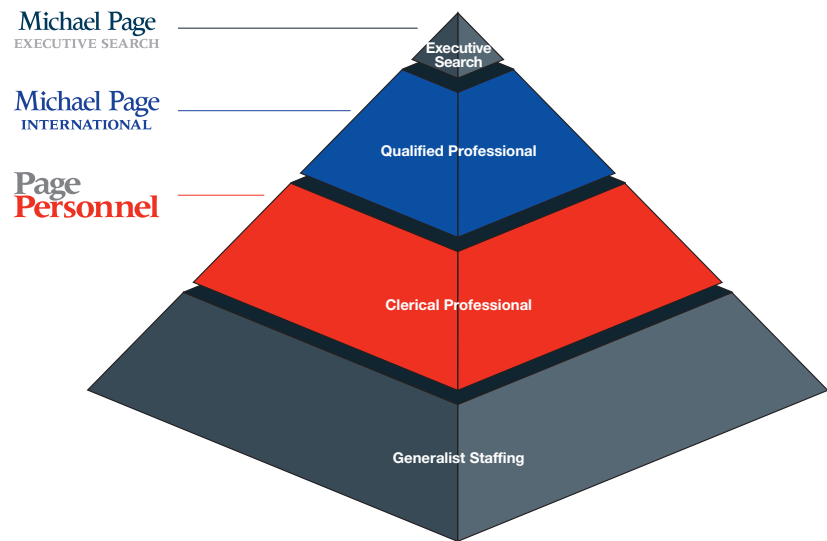 Michael Page
EXECUTIVE SEARCH
Michael Page
INTERNATIONAL
Page
Personnel
Executive
Search
Qualified Professional
Clerical Professional
Generalist Staffing